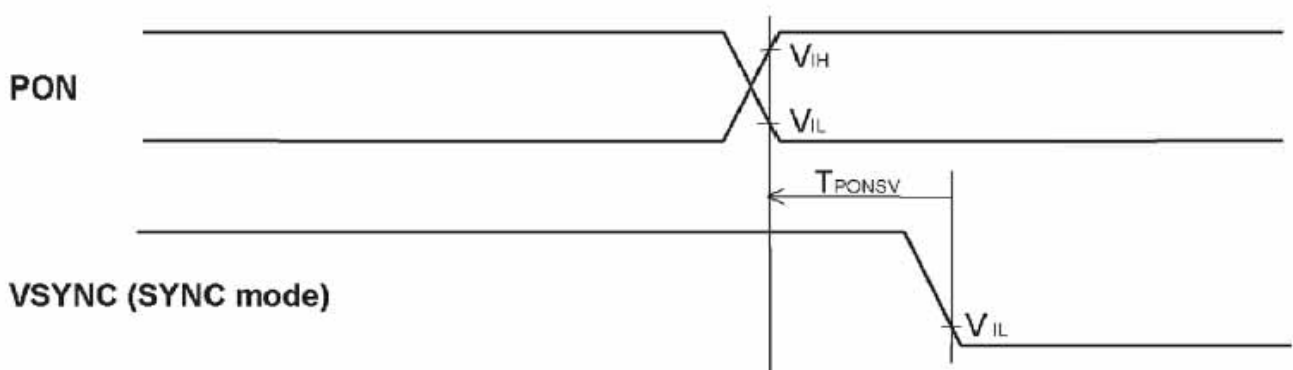 PON
VIH
VIL
TPONSV
VSYNC (SYNC mode)
VIL